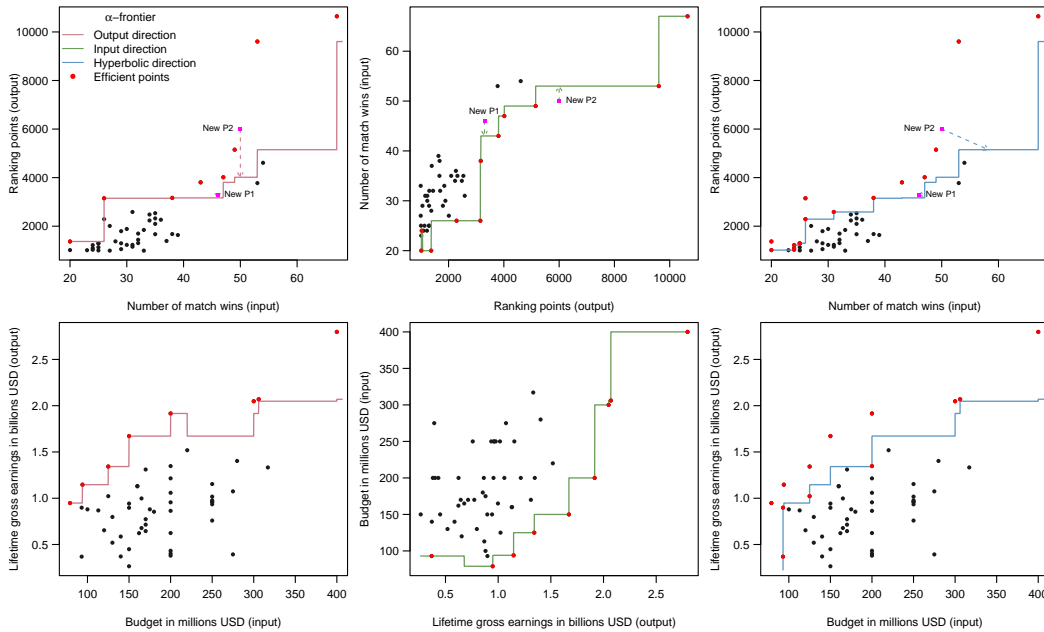 α−frontier
Output direction
Input direction
Hyperbolic direction
Efficient points
New P2
New P1
20 30 40 50 60
2000 4000 6000 8000 10000
Number of match wins (input)
Ranking points (output)
New P1
New P2
2000 4000 6000 8000 10000
20 30 40 50 60
Ranking points (output)
Number of match wins (input)
New P2
New P1
20 30 40 50 60
2000 4000 6000 8000 10000
Number of match wins (input)
Ranking points (output)
100 150 200 250 300 350 400
0.5 1.0 1.5 2.0 2.5
Budget in millions USD (input)
Lifetime gross earnings in billions USD (output)
0.5 1.0 1.5 2.0 2.5
100 150 200 250 300 350 400
Lifetime gross earnings in billions USD (output)
Budget in millions USD (input)
100 150 200 250 300 350 400
0.5 1.0 1.5 2.0 2.5
Budget in millions USD (input)
Lifetime gross earnings in billions USD (output)